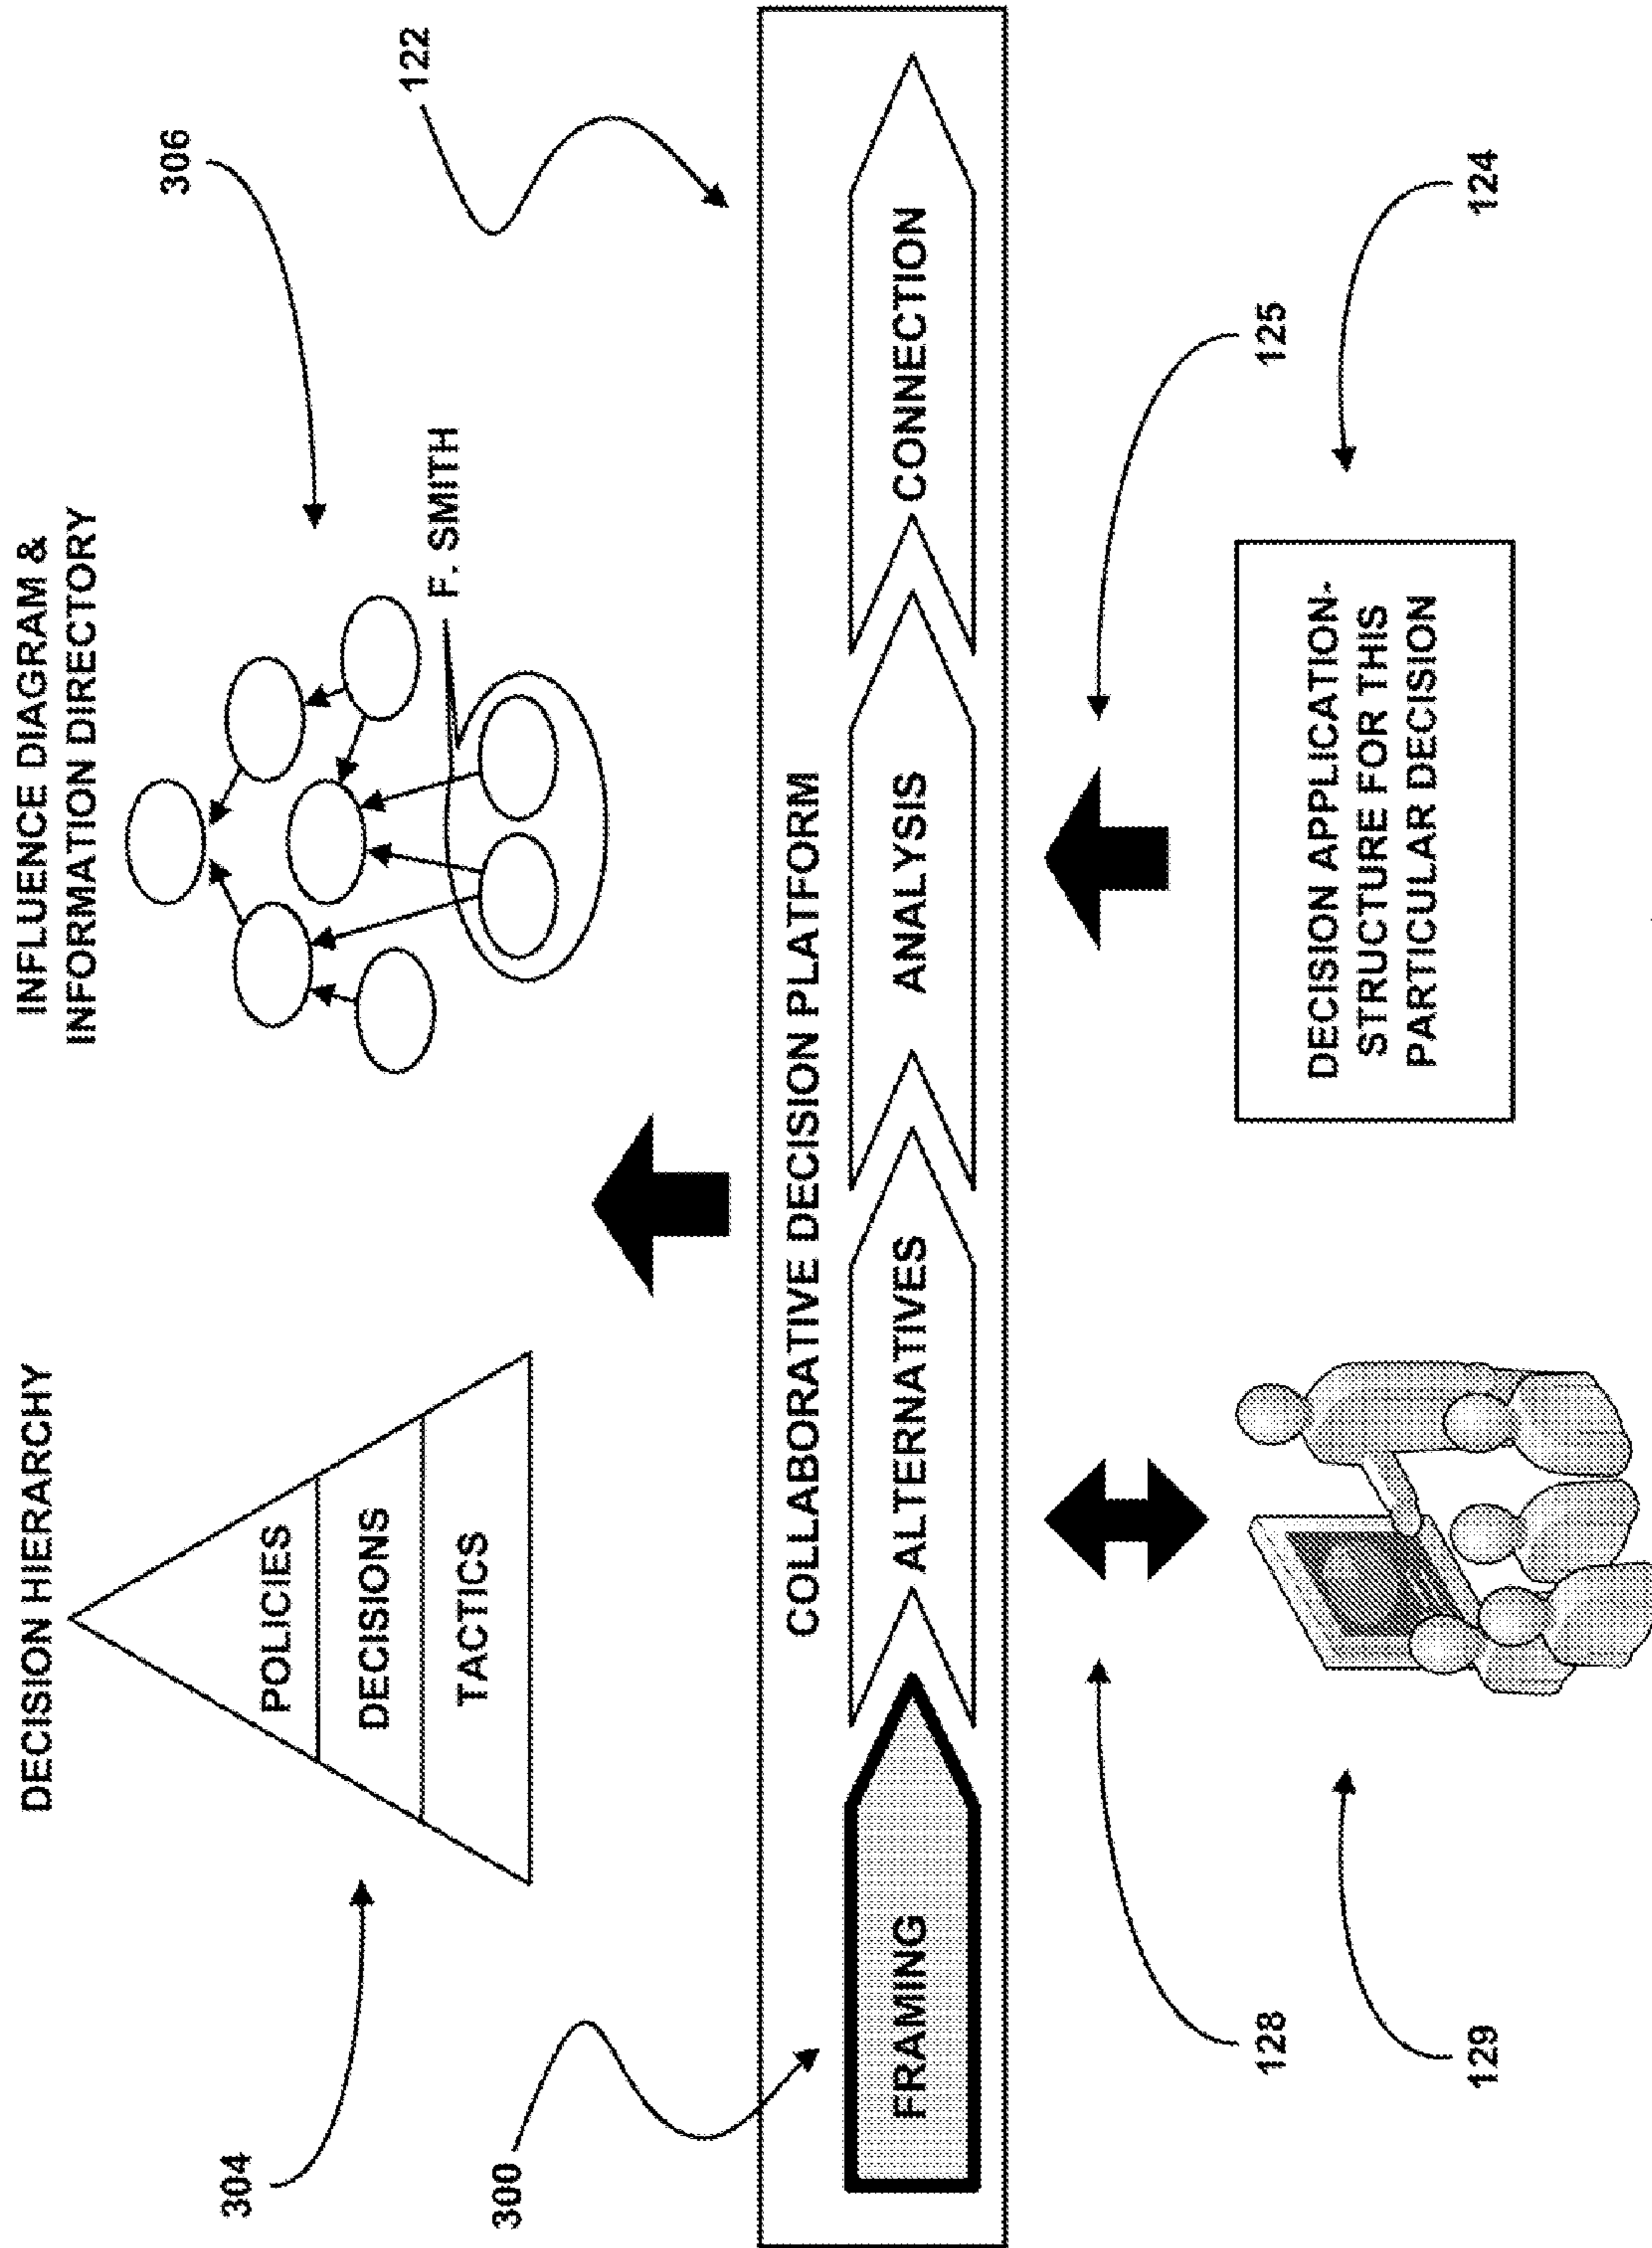 DECISION HIERARCHY
INFLUENCE DIAGRAM &
INFORMATION DIRECTORY
304
POLICIES
DECISIONS
TACTICS
306
F. SMITH
300
122
COLLABORATIVE DECISION PLATFORM
FRAMING
ALTERNATIVES
ANALYSIS
CONNECTION
128
125
129
DECISION APPLICATION-
STRUCTURE FOR THIS
PARTICULAR DECISION
124